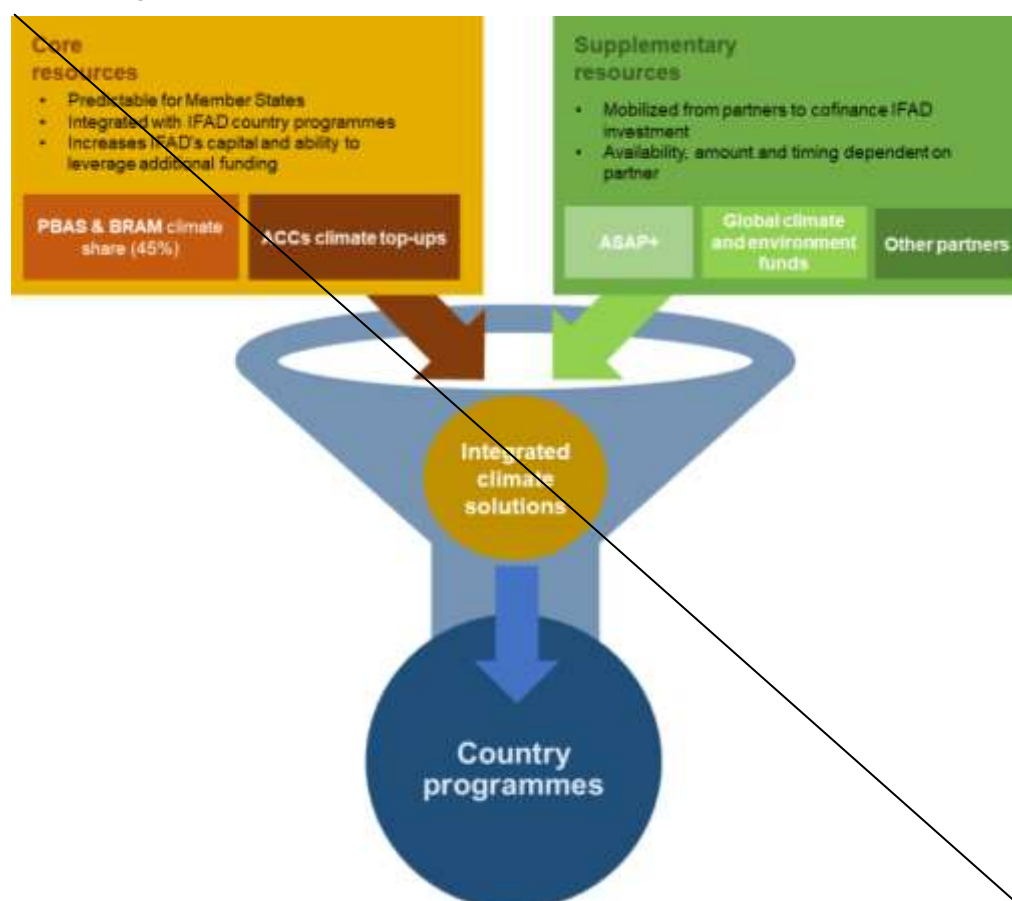 Core
resources
• Predictable for Member States
• Integrated with IFAD country programmes
• Increases IFAD's capital and ability to
leverage additional funding
PBAS & BRAM climate
share (45%)
ACCs climate top-ups
Supplementary
resources
• Mobilized from partners to cofinance IFAD
investment
• Availability, amount and timing dependent on
partner
ASAP+
Global climate
and environment
funds
Other partners
Integrated
climate
solutions
Country
programmes